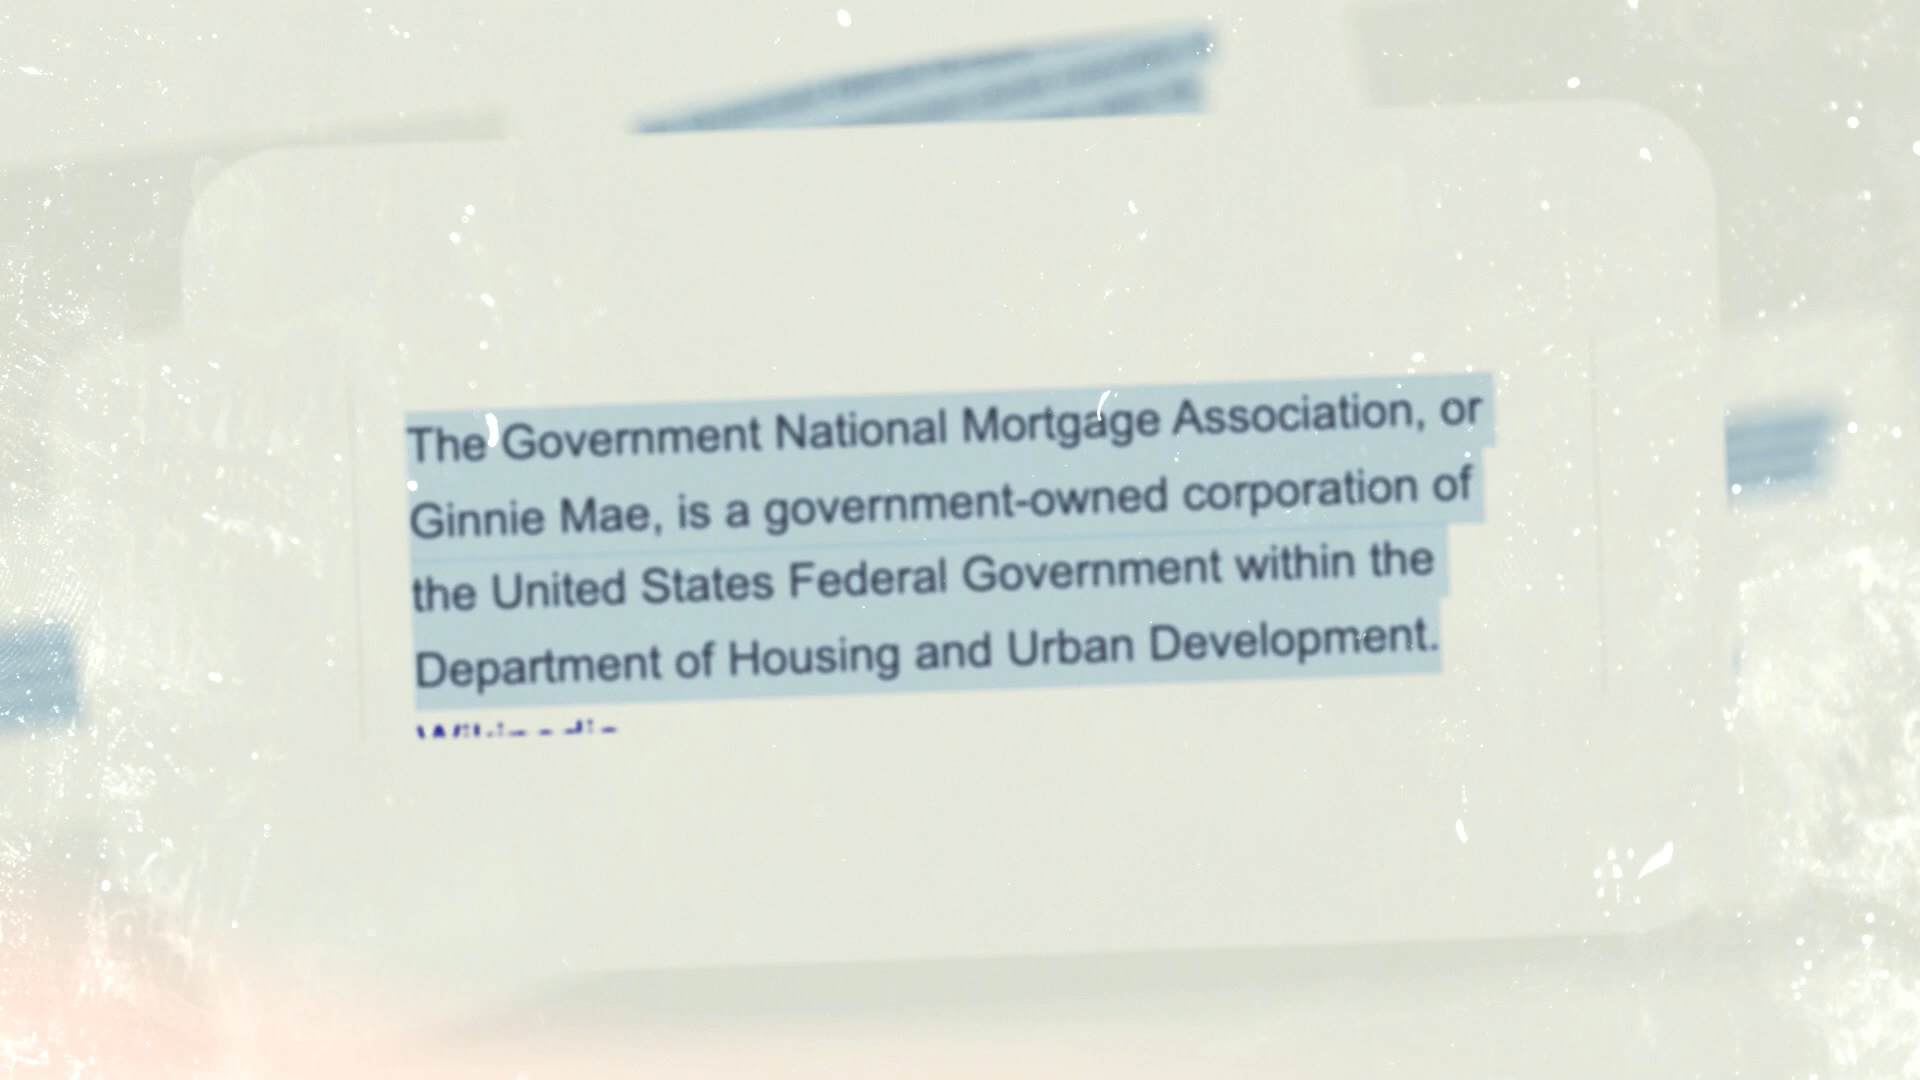 The Government National Mortgage Association, or
Ginnie Mae, is a government-owned corporation of
the United States Federal Government within the
Department of Housing and Urban Development.